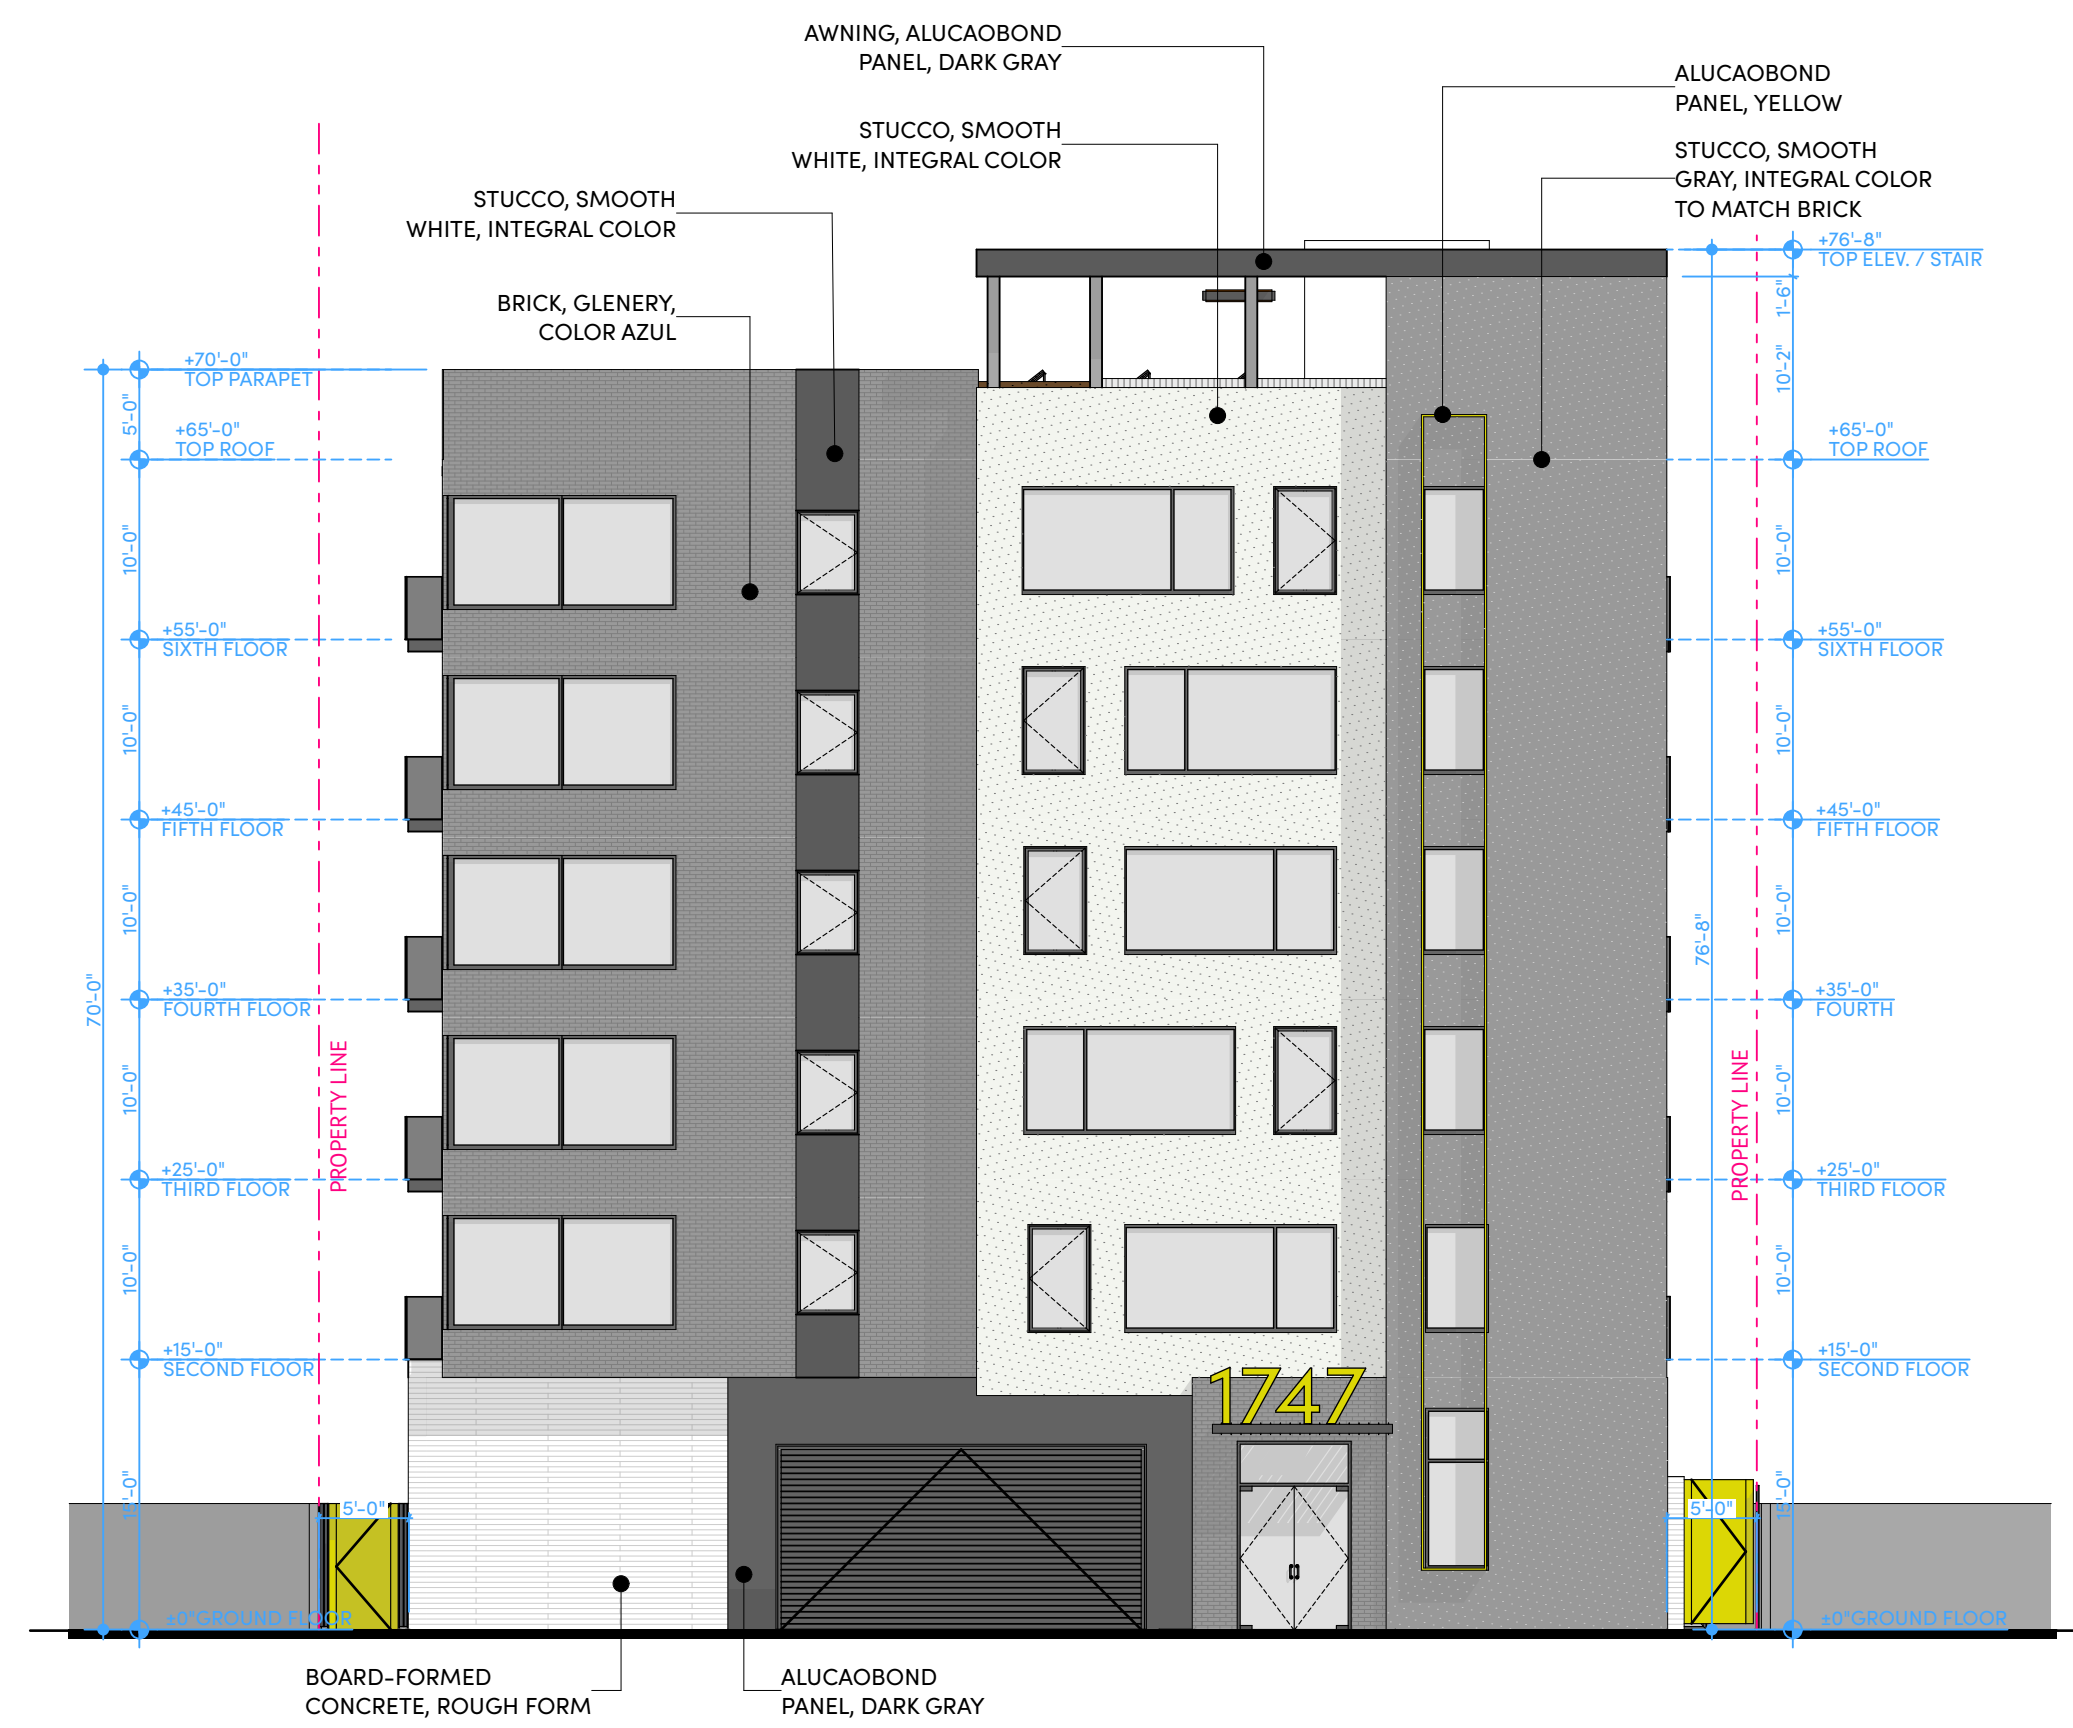 AWNING, ALUCAOBOND
PANEL, DARK GRAY
ALUCAOBOND
PANEL, YELLOW
STUCCO, SMOOTH
WHITE, INTEGRAL COLOR
STUCCO, SMOOTH
GRAY, INTEGRAL COLOR
TO MATCH BRICK
STUCCO, SMOOTH
WHITE, INTEGRAL COLOR
BRICK, GLENERY,
COLOR AZUL
+70'-0"
TOP PARAPET
5'-0"
+65'-0"
TOP ROOF
10'-0"
+55'-0"
SIXTH FLOOR
10'-0"
+45'-0"
FIFTH FLOOR
10'-0"
+35'-0"
FOURTH FLOOR
10'-0"
+25'-0"
THIRD FLOOR
10'-0"
+15'-0"
SECOND FLOOR
15'-0"
±0"GROUND FLOOR
70'-0"
PROPERTY LINE
5'-0"
1747
+76'-8"
TOP ELEV. / STAIR
1'-6"
10'-2"
+65'-0"
TOP ROOF
10'-0"
+55'-0"
SIXTH FLOOR
10'-0"
+45'-0"
FIFTH FLOOR
10'-0"
+35'-0"
FOURTH
10'-0"
+25'-0"
THIRD FLOOR
10'-0"
+15'-0"
SECOND FLOOR
15'-0"
±0"GROUND FLOOR
76'-8"
PROPERTY LINE
5'-0"
BOARD-FORMED
CONCRETE, ROUGH FORM
ALUCAOBOND
PANEL, DARK GRAY